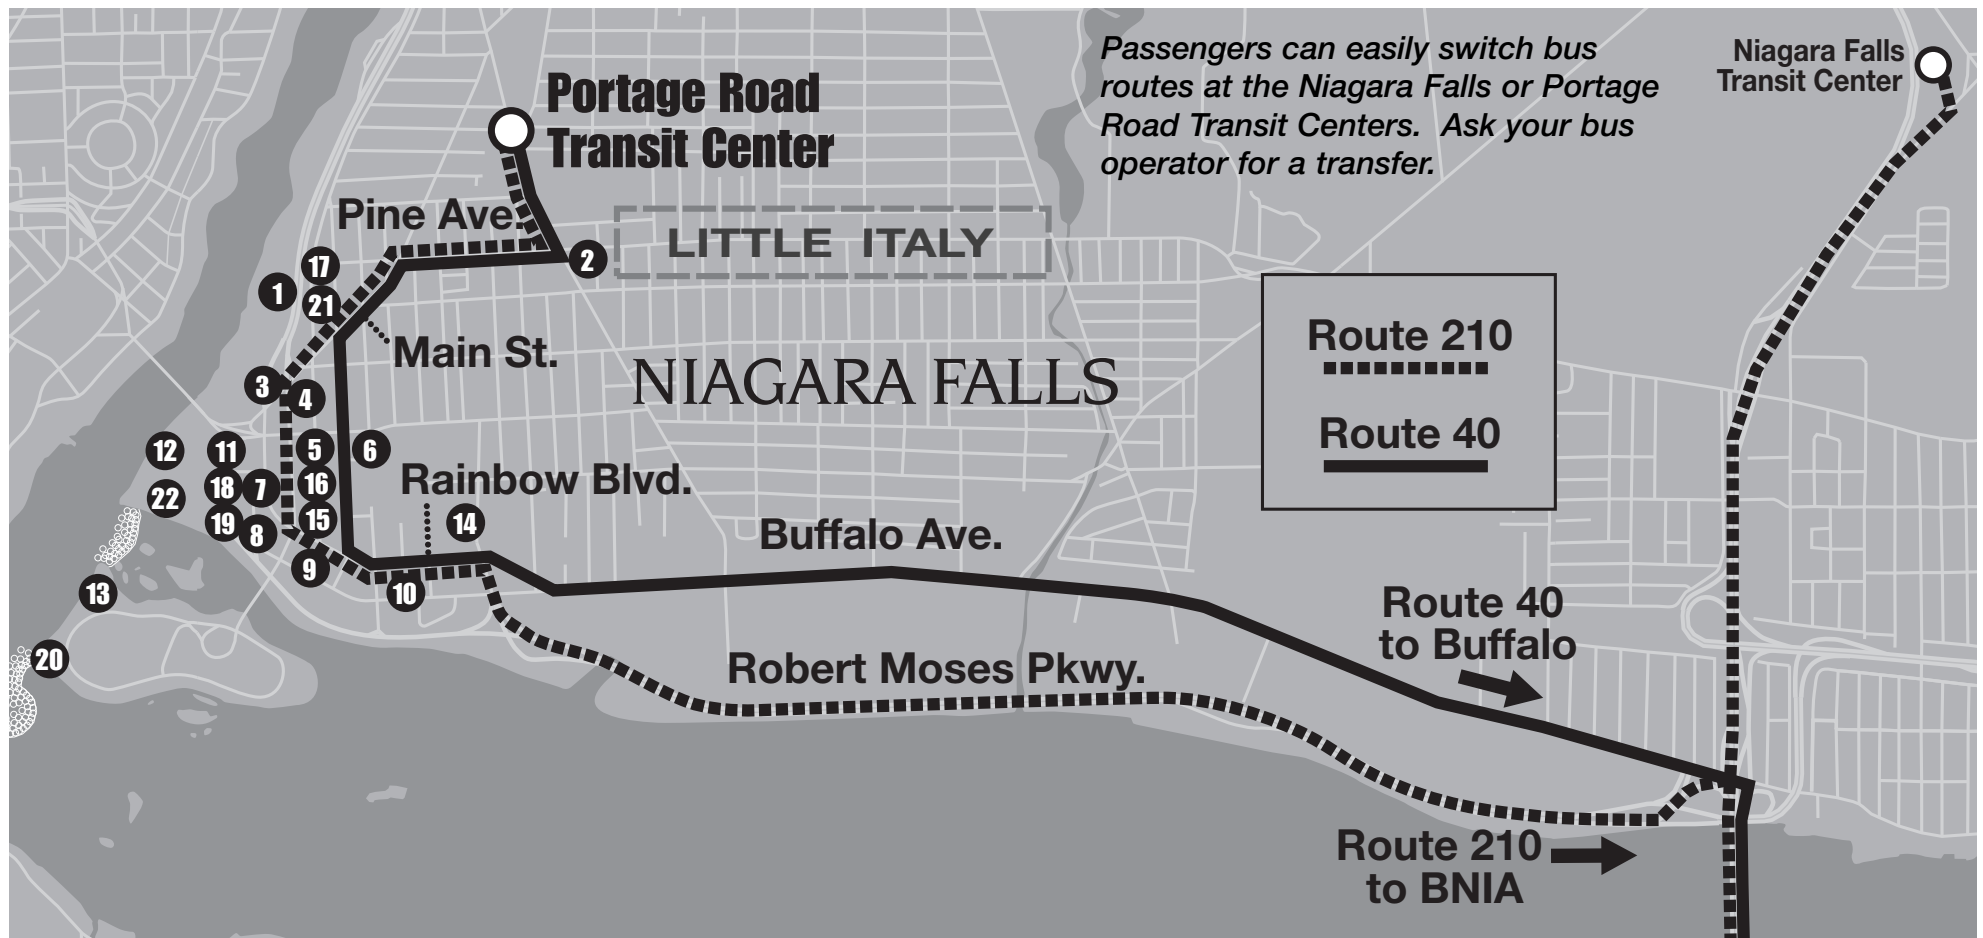 Passengers can easily switch bus
routes at the Niagara Falls or Portage
Road Transit Centers. Ask your bus
operator for a transfer.
Niagara Falls
Transit Center
Portage Road
Transit Center
Pine Ave.
LITTLE ITALY
2
17
1
21
Main St.
NIAGARA FALLS
Route 210
Route 40
3
4
12
11
5
6
18
7
16
22
Rainbow Blvd.
19
8
15
14
Buffalo Ave.
9
10
13
20
Route 40
to Buffalo
Robert Moses Pkwy.
Route 210
to BNIA